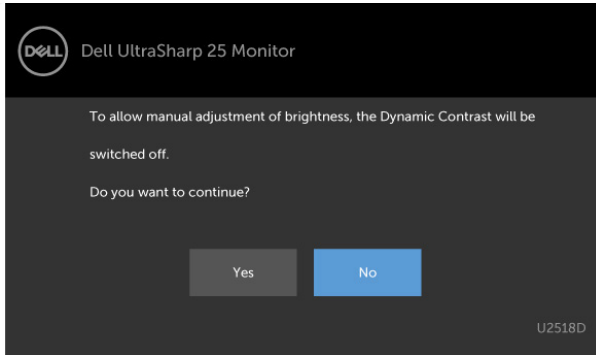 DELL
Dell UltraSharp 25 Monitor
To allow manual adjustment of brightness, the Dynamic Contrast will be
switched off.
Do you want to continue?
Yes
No
U2518D